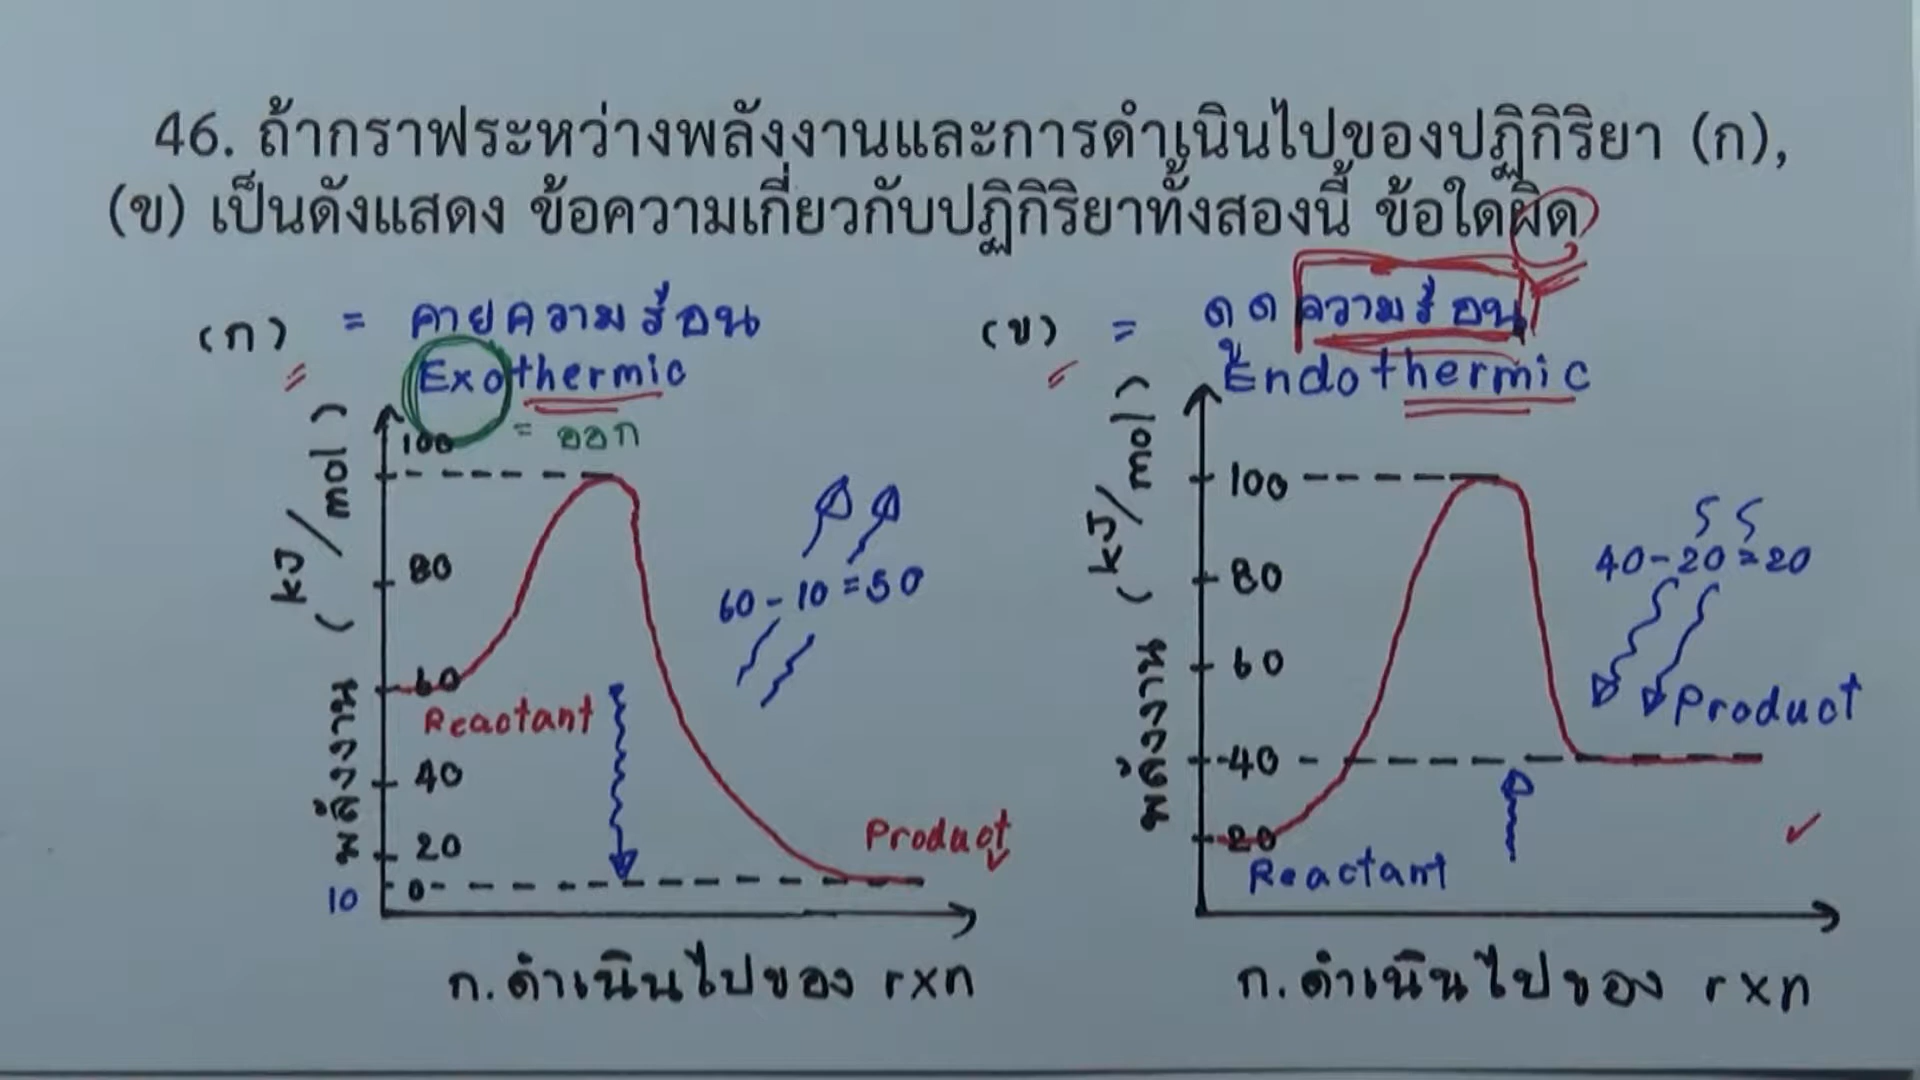 46. ถ้ากราฟระหว่างพลังงานและการดำเนินไปของปฏิกิริยา (ก),
(ข) เป็นดังแสดง ข้อความเกี่ยวกับปฏิกิริยาทั้งสองนี้ ข้อใดผิด
(ก) = คายความร้อน
Exothermic
= ออก
พลังงาน (kJ/mol)
100
80
60
40
20
10 0
60-10=50
Reactant
Product
ก.ดำเนินไปของ rxn
(ข) = ดูดความร้อน
Endothermic
พลังงาน (kJ/mol)
100
80
60
40
20
40-20=20
Product
Reactant
ก.ดำเนินไปของ rxn